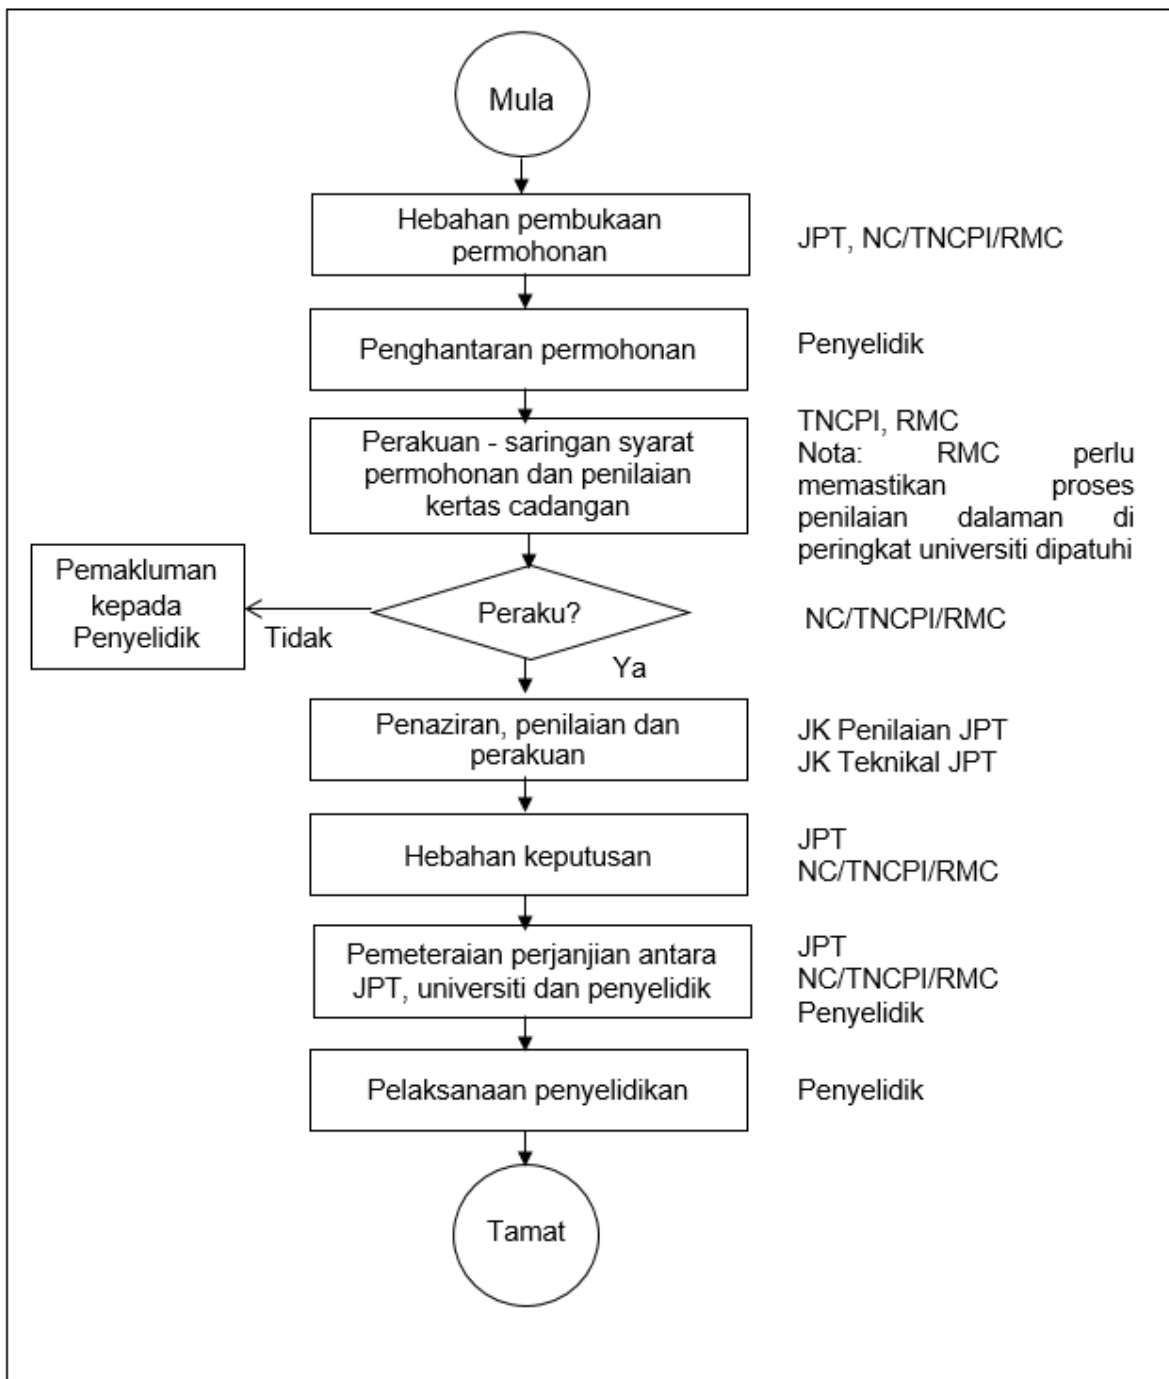 Mula
Hebahan pembukaan
permohonan
JPT, NC/TNCPI/RMC
Penghantaran permohonan
Penyelidik
Perakuan - saringan syarat
permohonan dan penilaian
kertas cadangan
TNCPI, RMC
Nota: RMC perlu
memastikan proses
penilaian dalaman di
peringkat universiti dipatuhi
Pemakluman
kepada
Penyelidik
Tidak
Peraku?
NC/TNCPI/RMC
Ya
Penaziran, penilaian dan
perakuan
JK Penilaian JPT
JK Teknikal JPT
Hebahan keputusan
JPT
NC/TNCPI/RMC
Pemeteraian perjanjian antara
JPT, universiti dan penyelidik
JPT
NC/TNCPI/RMC
Penyelidik
Pelaksanaan penyelidikan
Penyelidik
Tamat